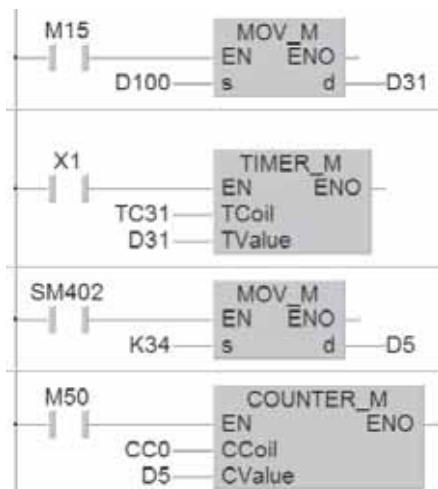 M15
MOV_M
EN ENO
D100 s d D31
X1
TIMER_M
EN ENO
TC31 TCoil
D31 TValue
SM402
MOV_M
EN ENO
K34 s d D5
M50
COUNTER_M
EN ENO
CC0 CCoil
D5 CValue